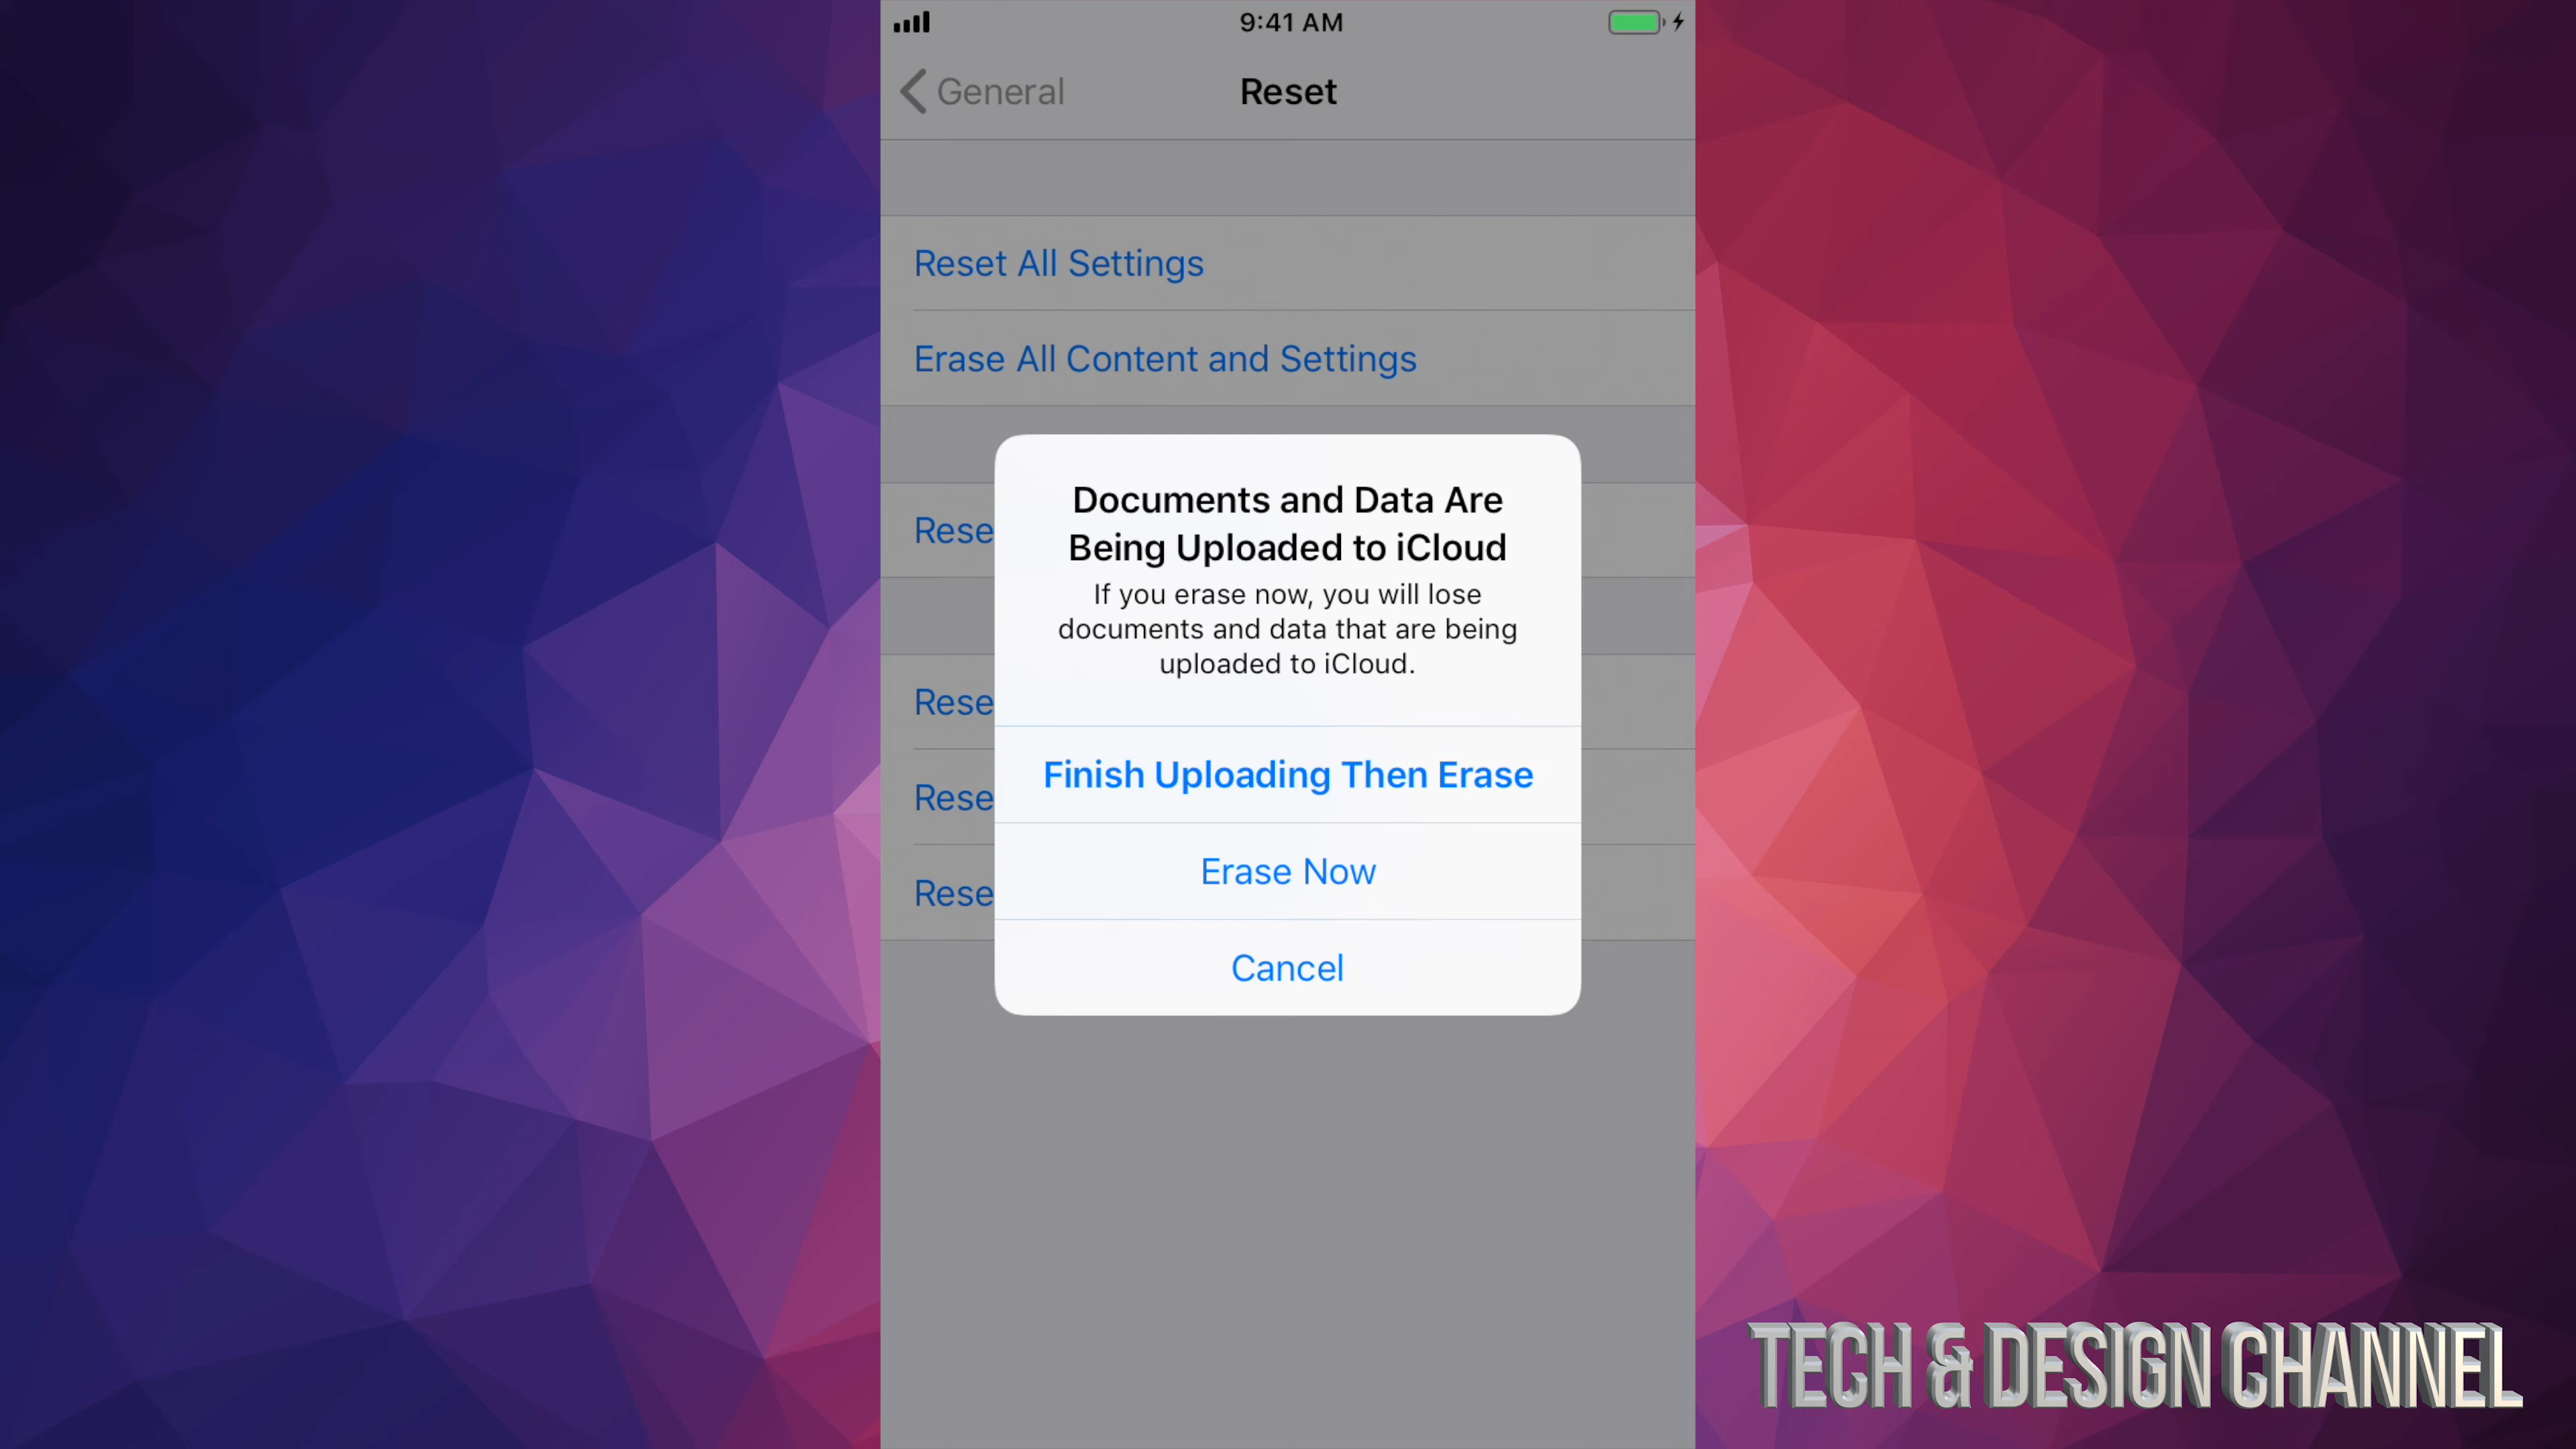 9:41 AM
General
Reset
Reset All Settings
Erase All Content and Settings
Rese
Documents and Data Are
Being Uploaded to iCloud
If you erase now, you will lose
documents and data that are being
uploaded to iCloud.
Rese
Finish Uploading Then Erase
Rese
Erase Now
Rese
Cancel
TECH & DESIGN CHANNEL